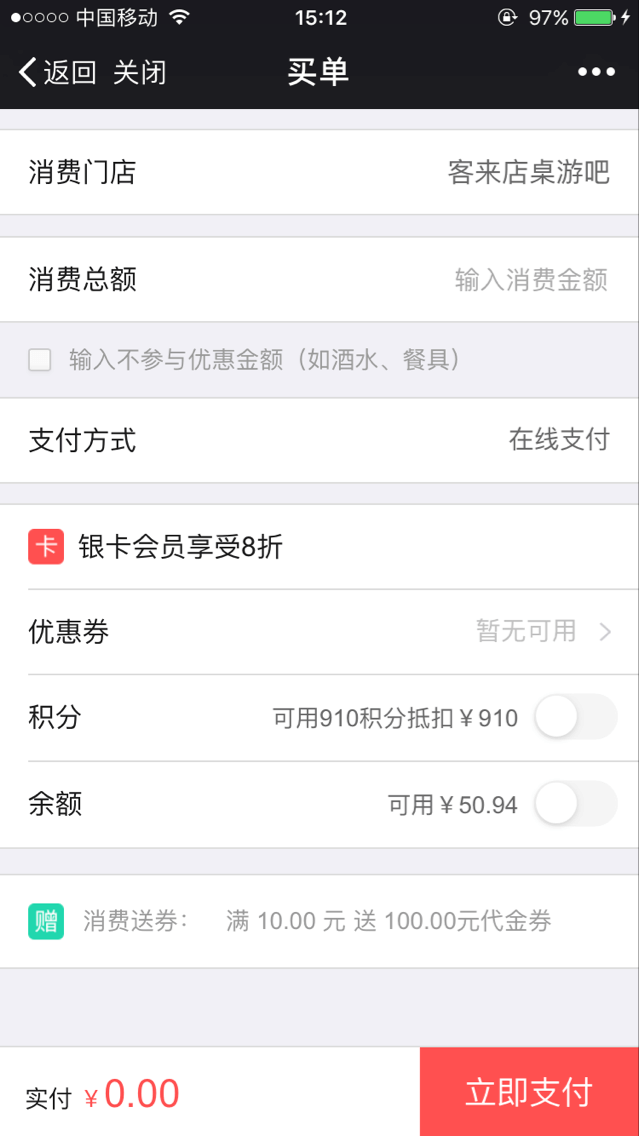 中国移动 15:12 97%
返回 关闭 买单
消费门店 客来店桌游吧
消费总额 输入消费金额
输入不参与优惠金额（如酒水、餐具）
支付方式 在线支付
卡 银卡会员享受8折
优惠券 暂无可用
积分 可用910积分抵扣￥910
余额 可用￥50.94
赠 消费送券： 满 10.00 元 送 100.00元代金券
实付 ￥0.00 立即支付